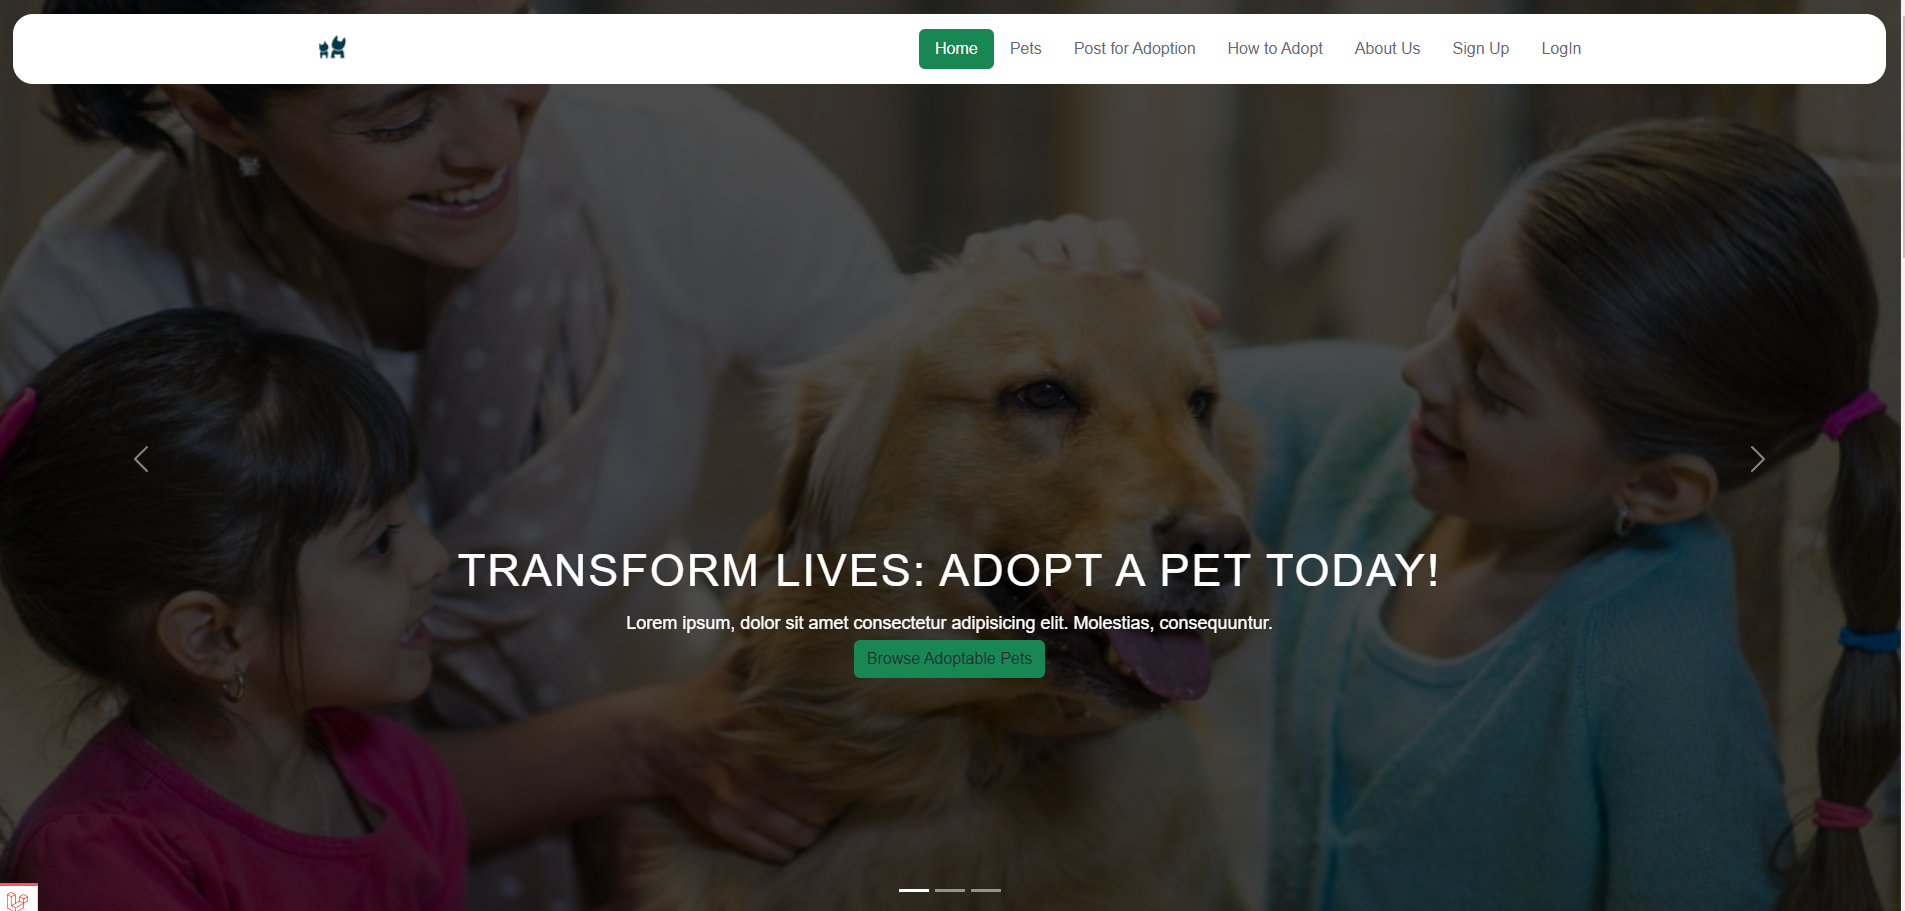 Home Pets Post for Adoption How to Adopt About Us Sign Up LogIn
TRANSFORM LIVES: ADOPT A PET TODAY!
Lorem ipsum, dolor sit amet consectetur adipisicing elit. Molestias, consequuntur.
Browse Adoptable Pets